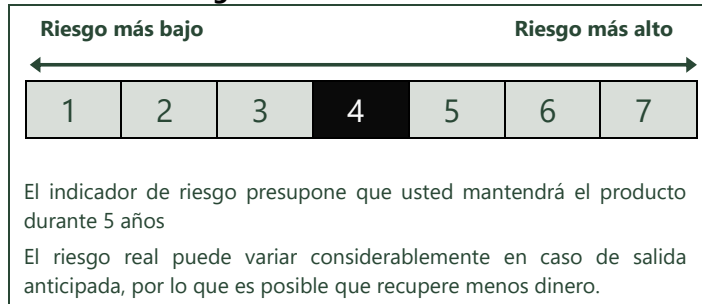 Riesgo más bajo Riesgo más alto
1 2 3 4 5 6 7
El indicador de riesgo presupone que usted mantendrá el producto
durante 5 años
El riesgo real puede variar considerablemente en caso de salida
anticipada, por lo que es posible que recupere menos dinero.